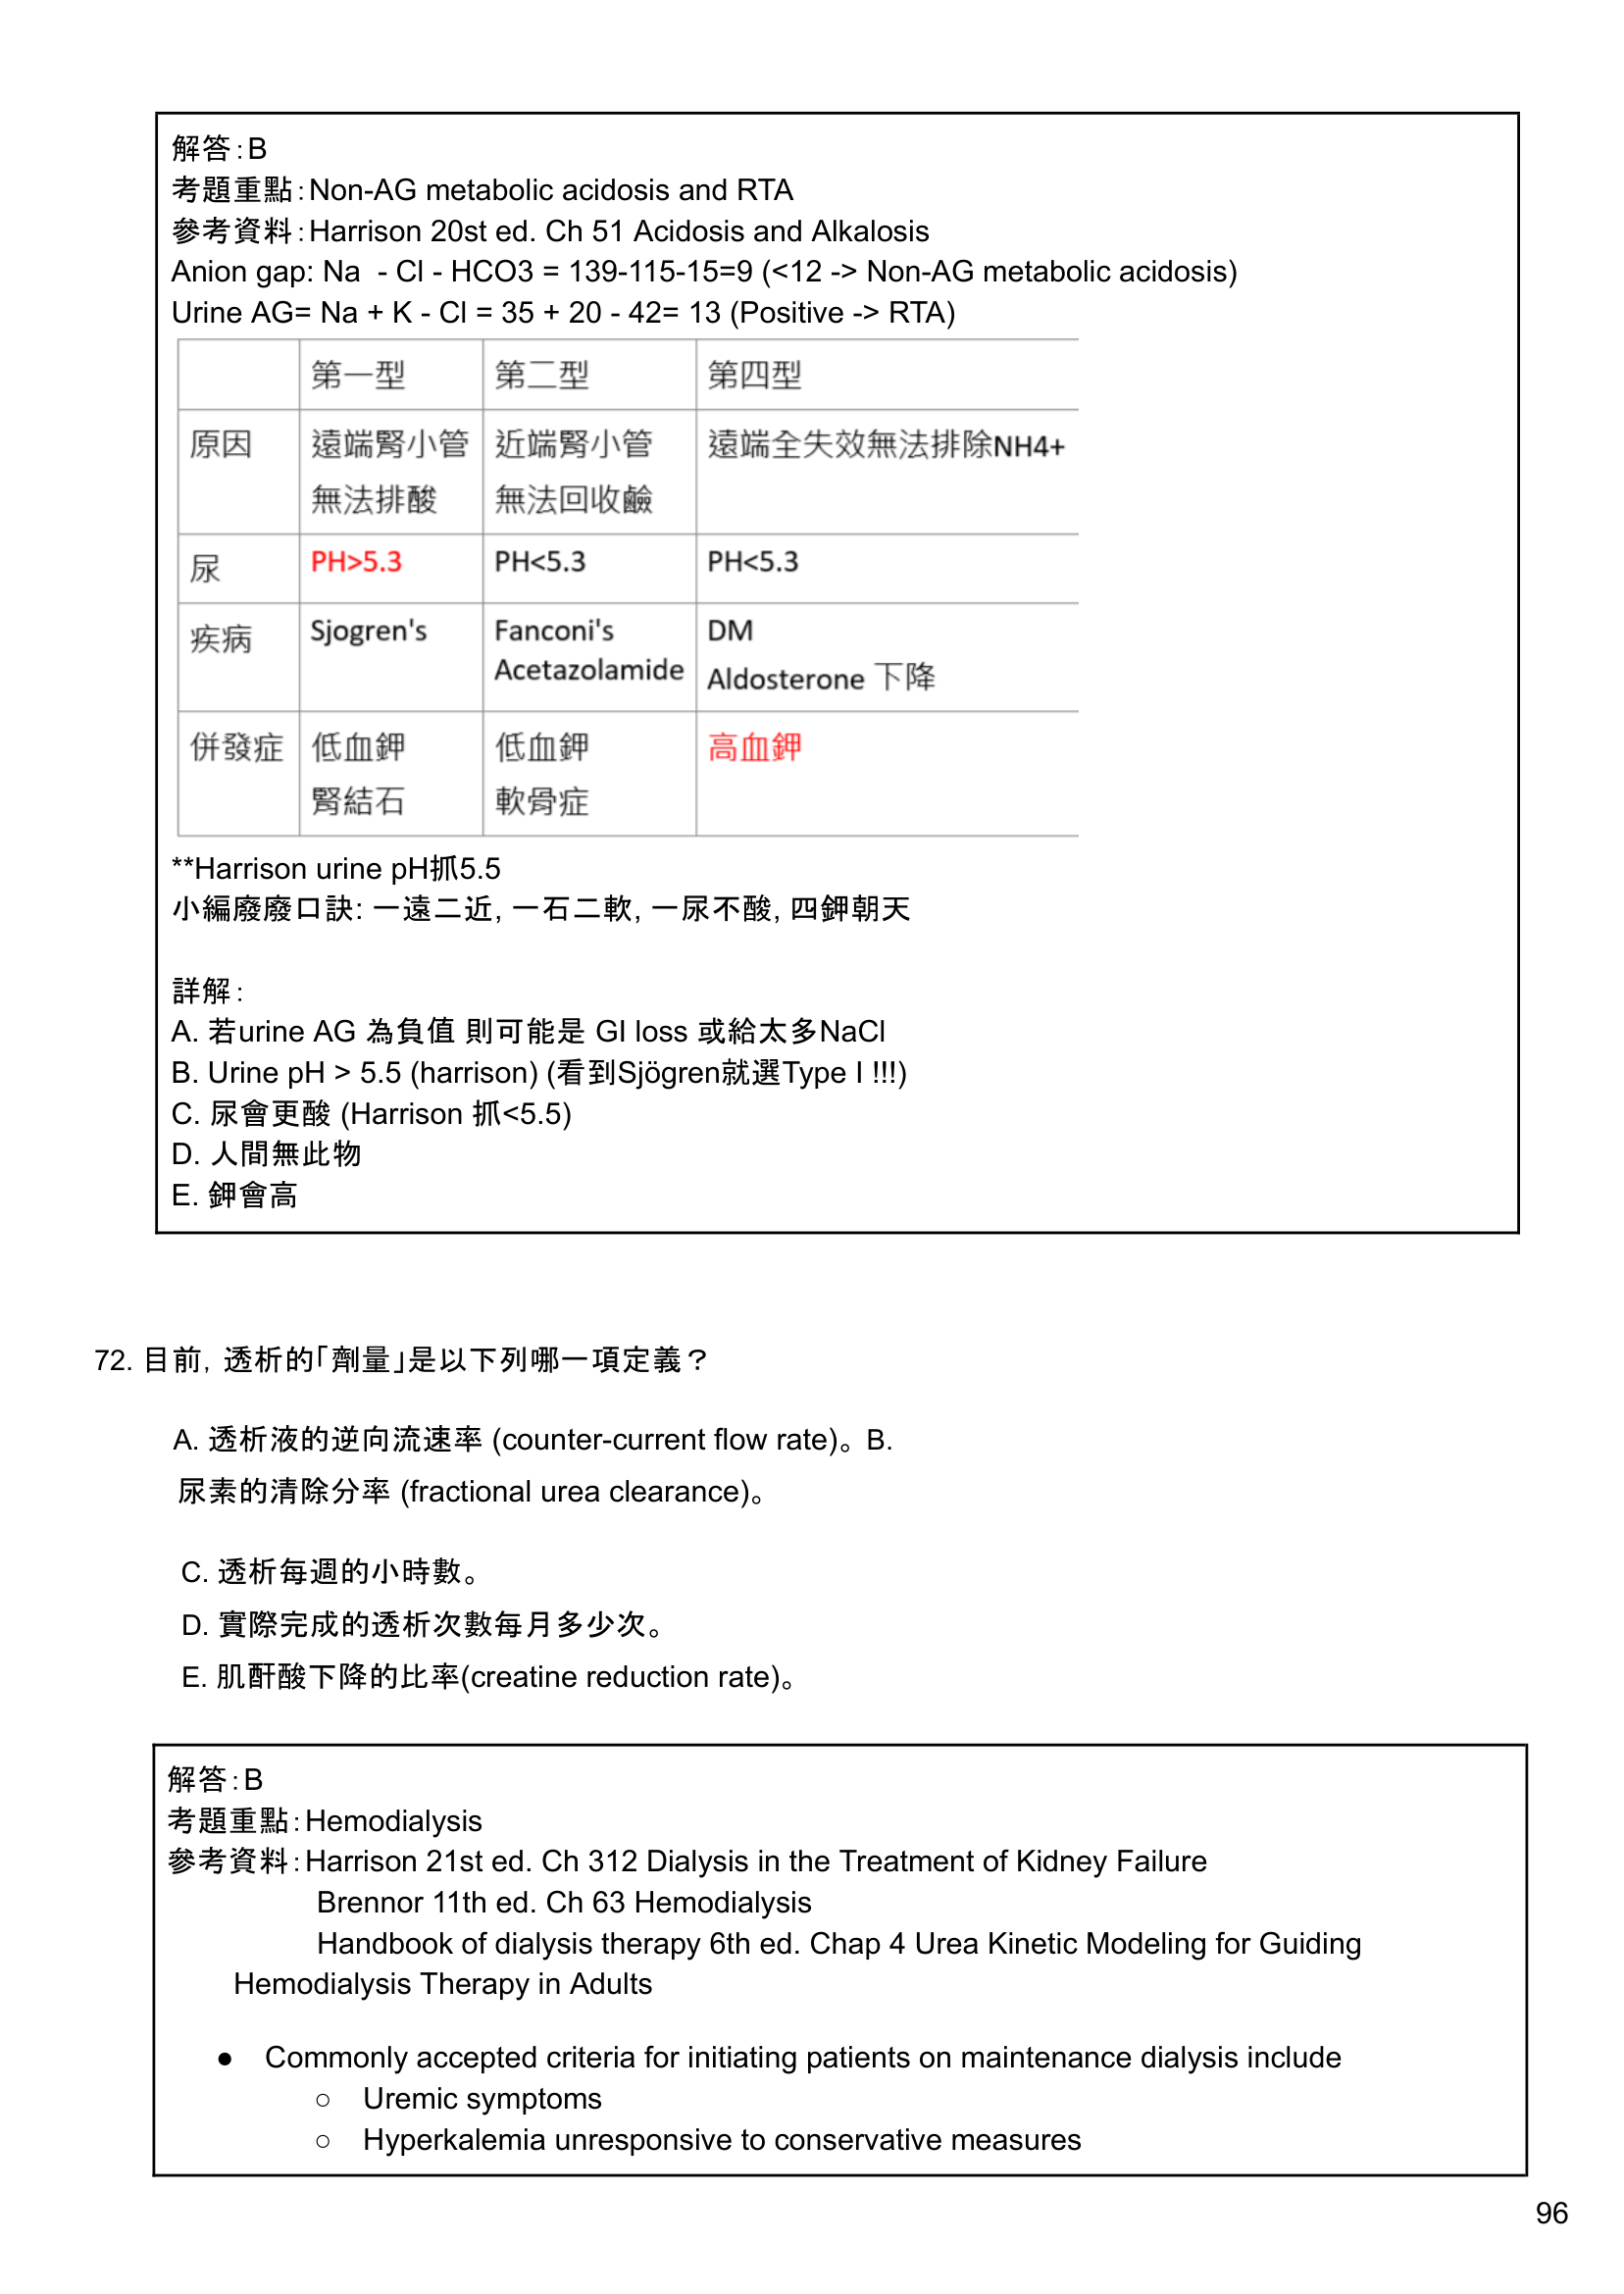 解答：B
考題重點：Non-AG metabolic acidosis and RTA
參考資料：Harrison 20st ed. Ch 51 Acidosis and Alkalosis
Anion gap: Na - Cl - HCO3 = 139-115-15=9 (<12 -> Non-AG metabolic acidosis)
Urine AG= Na + K - Cl = 35 + 20 - 42= 13 (Positive -> RTA)
第一型 第二型 第四型
原因 遠端腎小管 近端腎小管 遠端全失效無法排除NH4+
無法排酸 無法回收鹼
尿 PH>5.3 PH<5.3 PH<5.3
疾病 Sjogren's Fanconi's DM
Acetazolamide Aldosterone 下降
併發症 低血鉀 低血鉀 高血鉀
腎結石 軟骨症
**Harrison urine pH抓5.5
小編廢廢口訣: 一遠二近, 一石二軟, 一尿不酸, 四鉀朝天
詳解：
A. 若urine AG 為負值 則可能是 GI loss 或給太多NaCl
B. Urine pH > 5.5 (harrison) (看到Sjögren就選Type I !!!)
C. 尿會更酸 (Harrison 抓<5.5)
D. 人間無此物
E. 鉀會高
72. 目前，透析的「劑量」是以下列哪一項定義？
A. 透析液的逆向流速率 (counter-current flow rate)。B.
尿素的清除分率 (fractional urea clearance)。
C. 透析每週的小時數。
D. 實際完成的透析次數每月多少次。
E. 肌酐酸下降的比率(creatine reduction rate)。
解答：B
考題重點：Hemodialysis
參考資料：Harrison 21st ed. Ch 312 Dialysis in the Treatment of Kidney Failure
Brennor 11th ed. Ch 63 Hemodialysis
Handbook of dialysis therapy 6th ed. Chap 4 Urea Kinetic Modeling for Guiding
Hemodialysis Therapy in Adults
● Commonly accepted criteria for initiating patients on maintenance dialysis include
○ Uremic symptoms
○ Hyperkalemia unresponsive to conservative measures
96